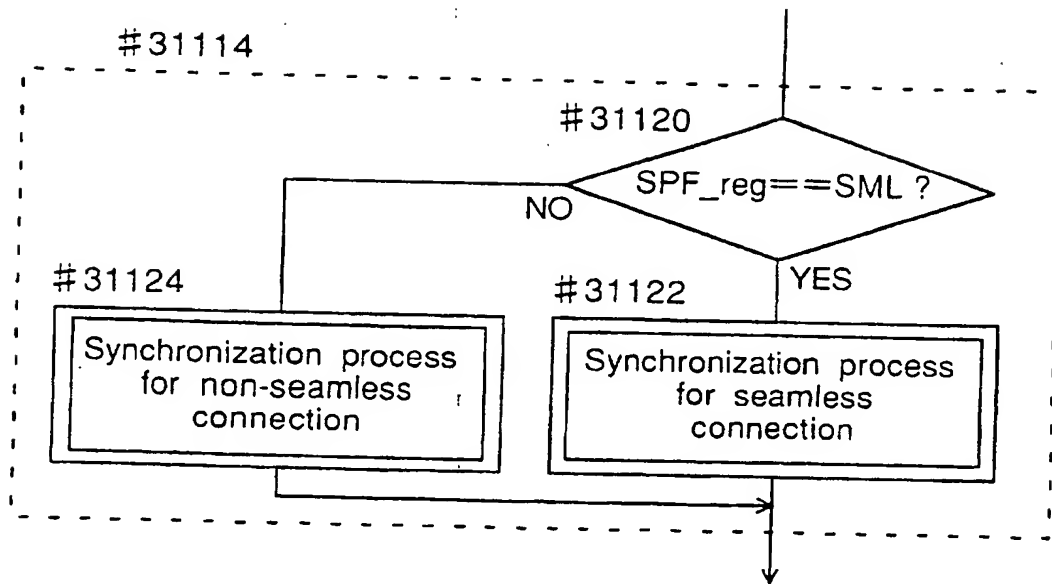 #31114
#31120
SPF_reg==SML ?
NO
YES
#31124
#31122
Synchronization process
for non-seamless
connection
Synchronization process
for seamless
connection